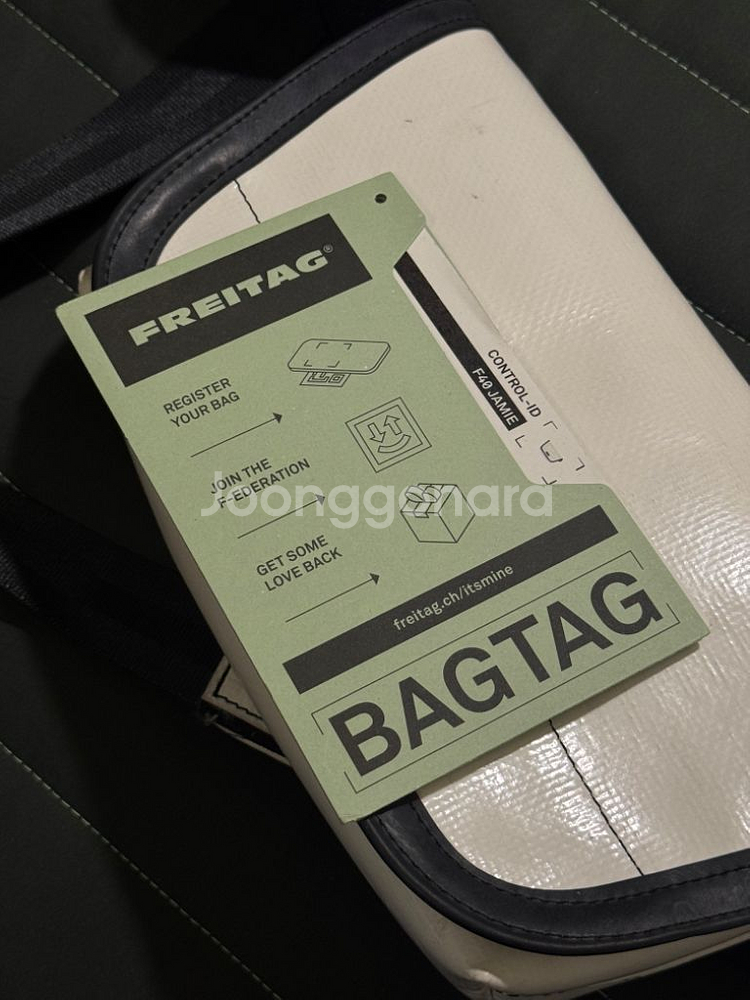 FREITAG®
REGISTER
YOUR BAG
JOIN THE
F-EDERATION
GET SOME
LOVE BACK
CONTROL-ID
F40 JAMIE
freitag.ch/itsmine
BAGTAG
Joonggonara